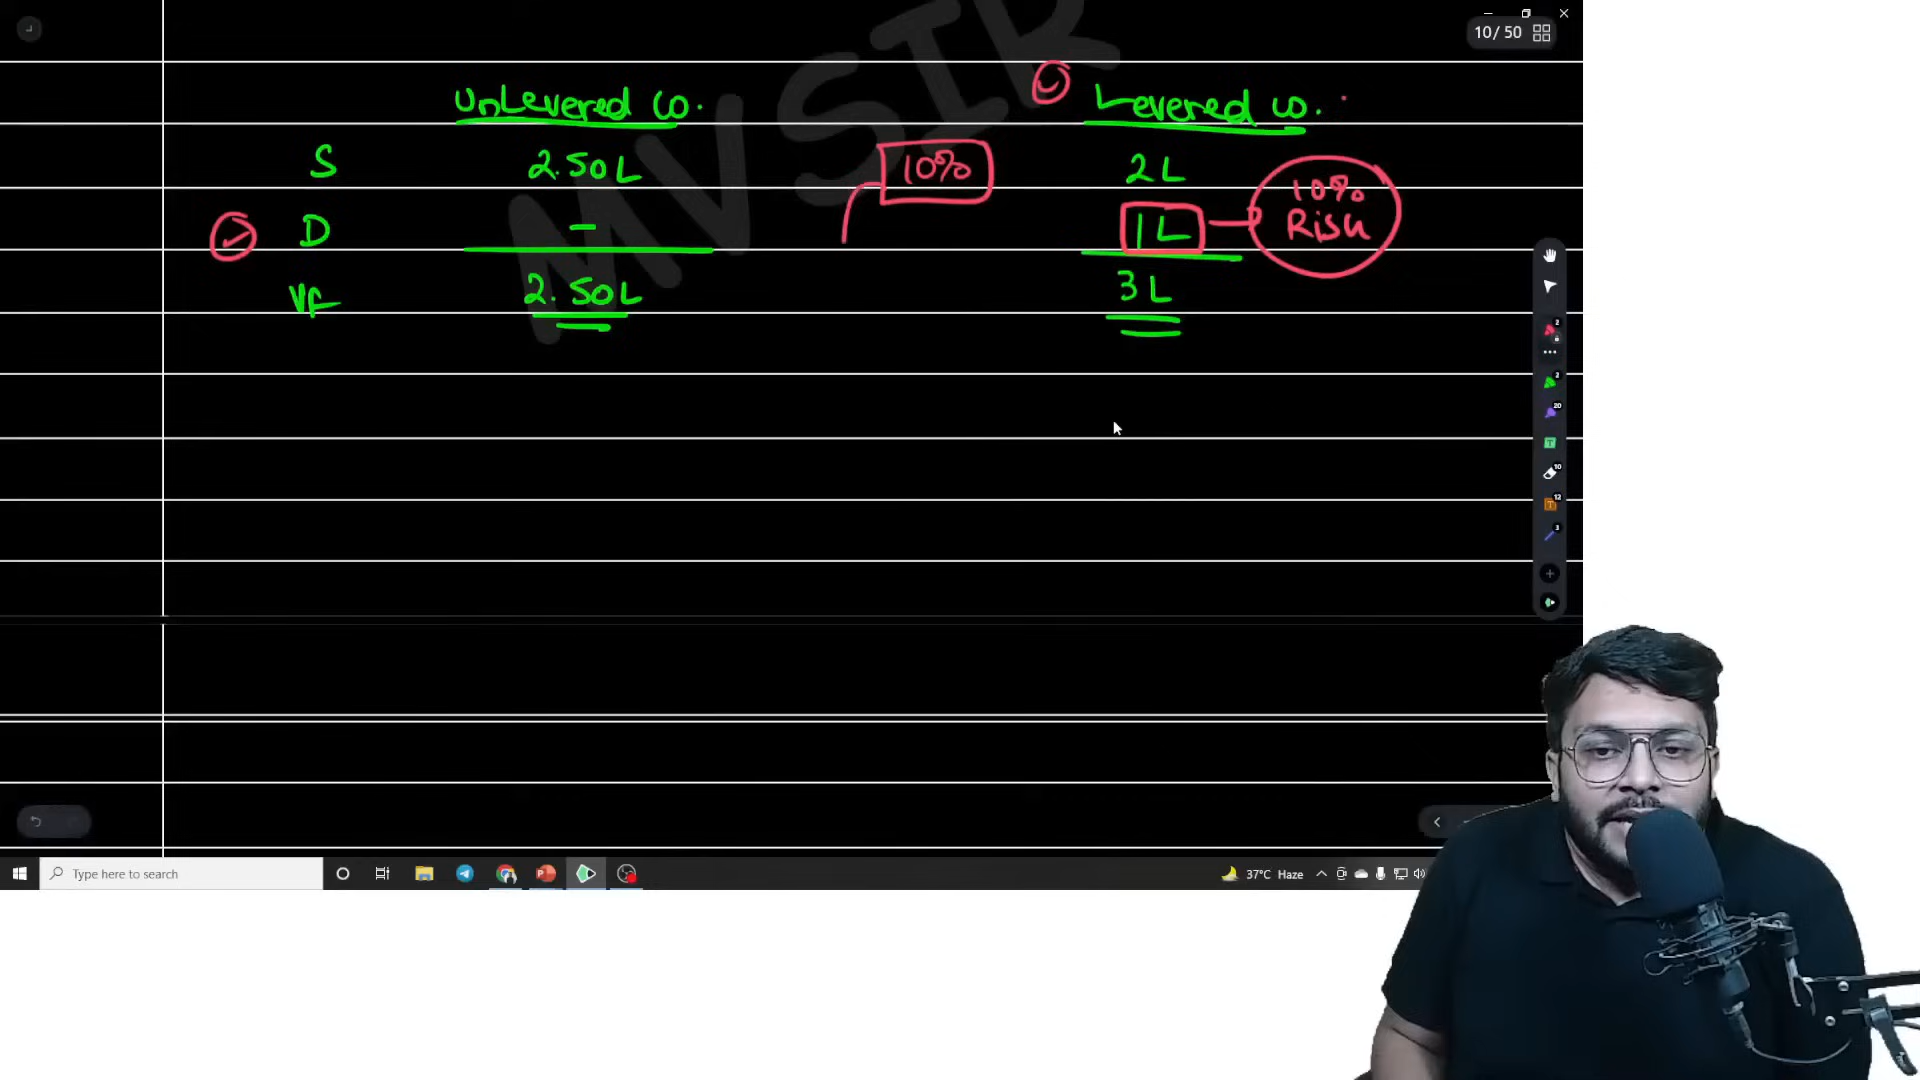 10/ 50
MVSIR
UnLevered Co.
Levered Co.
S 2.50L 10% 2L
D - 1L 10% Risk
VF 2.50L 3L
Type here to search
37°C Haze